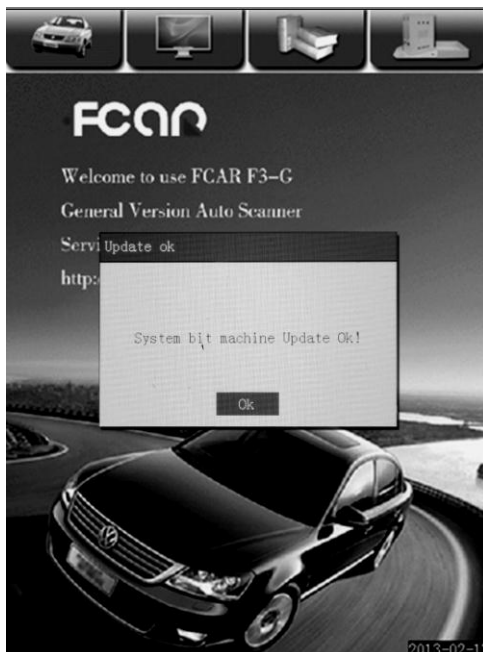 FCAR
Welcome to use FCAR F3-G
General Version Auto Scanner
Servi
http:
Update ok
System bit machine Update Ok!
Ok
2013-02-1